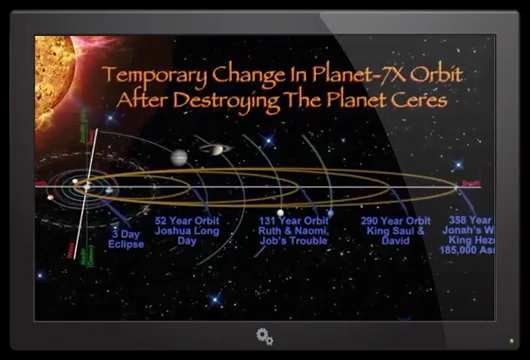 Temporary Change In Planet-7X Orbit
After Destroying The Planet Ceres
3 Day
Eclipse
52 Year Orbit
Joshua Long
Day
131 Year Orbit
Ruth & Naomi,
Job's Trouble
290 Year Orbit
King Saul &
David
358 Year
Jonah's W
King Hez
185,000 Ass